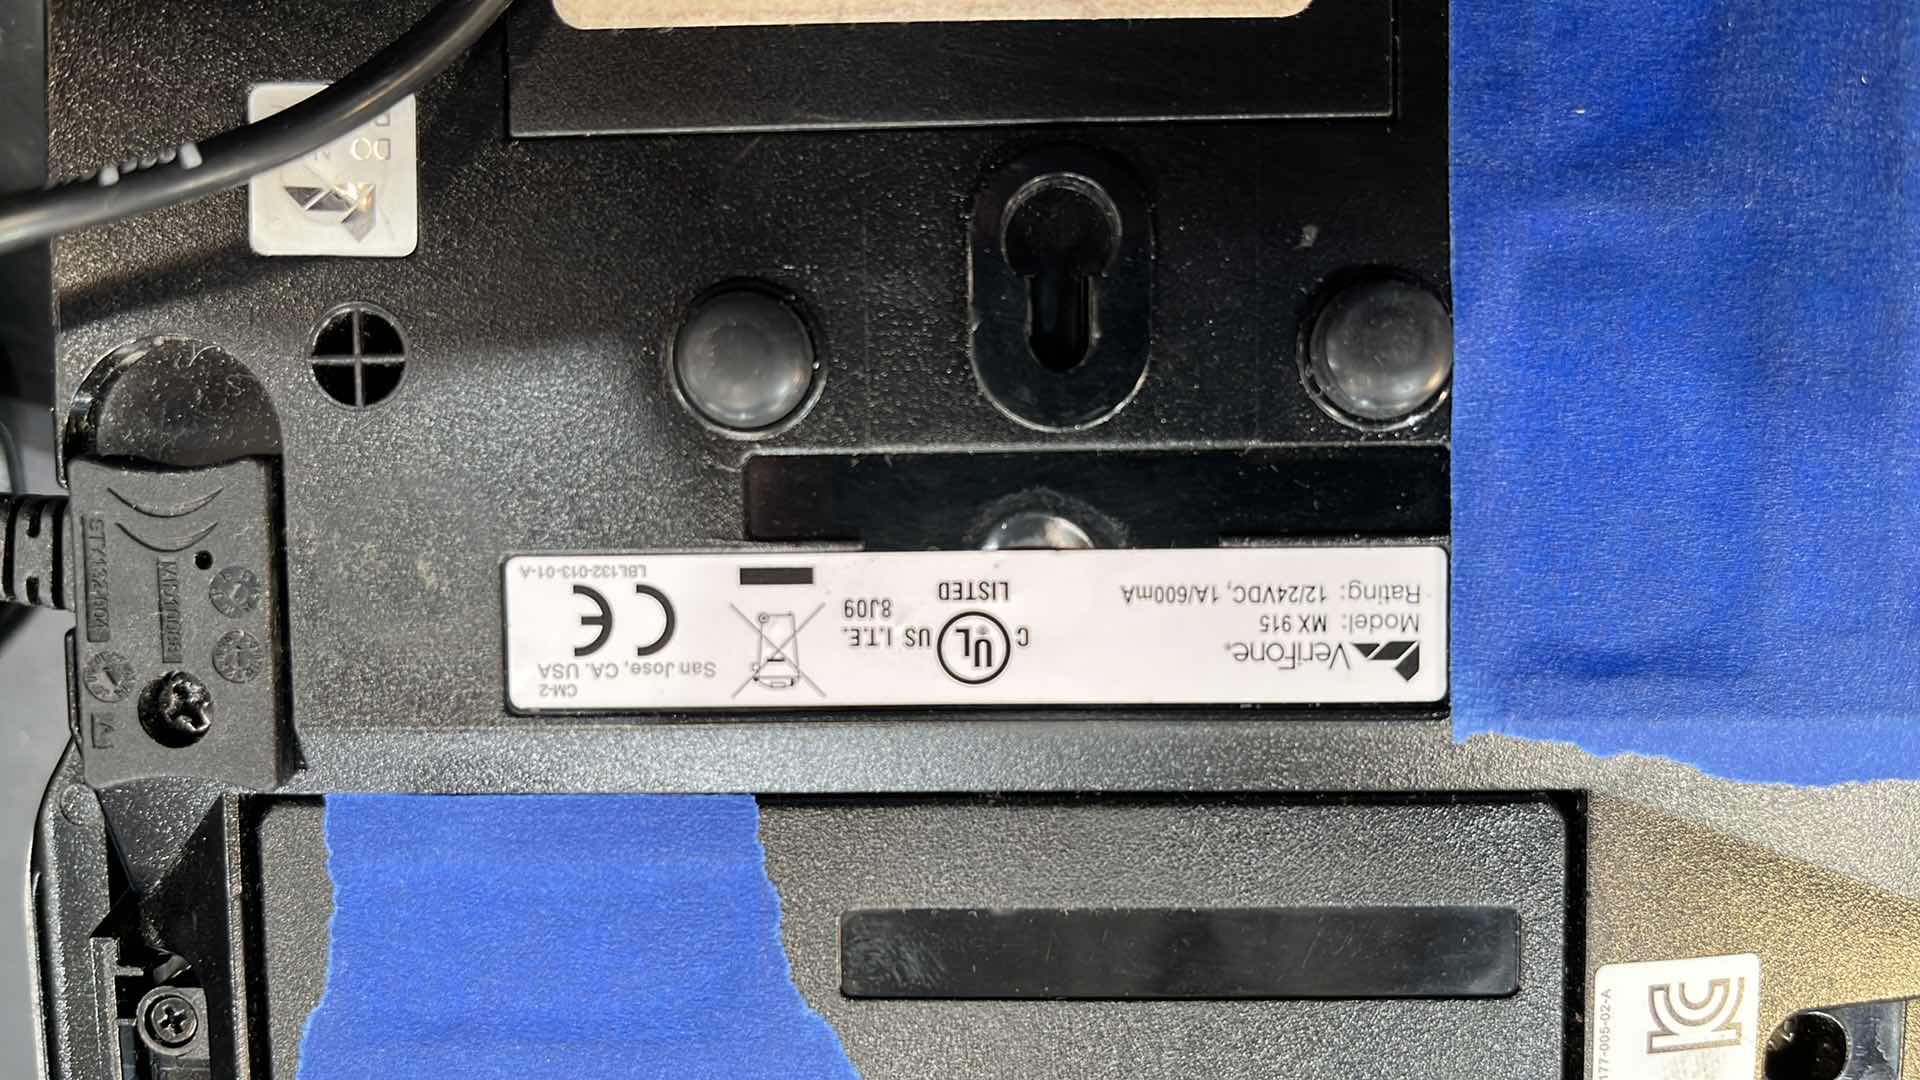 VeriFone®
Model: MX 915
Rating: 12/24VDC, 1A/600mA
C UL US
LISTED
I.T.E.
8J09
CM-2
San Jose, CA. USA
CE
LBL132-013-01-A
177-005-02-A